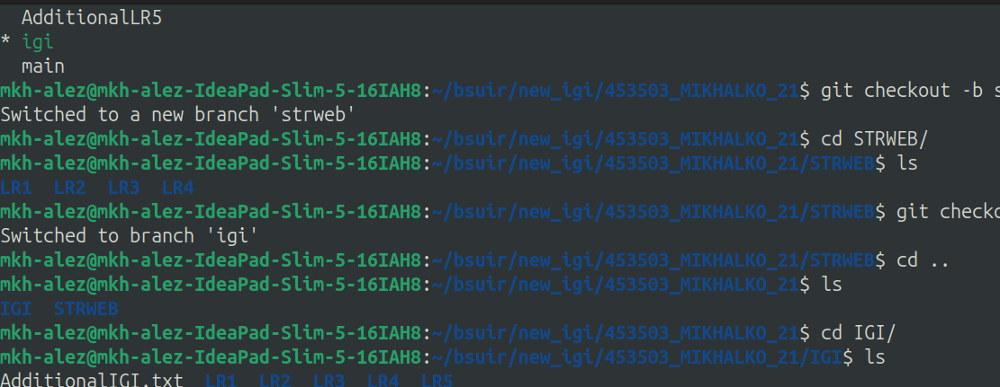 AdditionalLR5
* igi
main
mkh-alez@mkh-alez-IdeaPad-Slim-5-16IAH8:~/bsuir/new_igi/453503_MIKHALKO_21$ git checkout -b s
Switched to a new branch 'strweb'
mkh-alez@mkh-alez-IdeaPad-Slim-5-16IAH8:~/bsuir/new_igi/453503_MIKHALKO_21$ cd STRWEB/
mkh-alez@mkh-alez-IdeaPad-Slim-5-16IAH8:~/bsuir/new_igi/453503_MIKHALKO_21/STRWEB$ ls
LR1  LR2  LR3  LR4
mkh-alez@mkh-alez-IdeaPad-Slim-5-16IAH8:~/bsuir/new_igi/453503_MIKHALKO_21/STRWEB$ git checko
Switched to branch 'igi'
mkh-alez@mkh-alez-IdeaPad-Slim-5-16IAH8:~/bsuir/new_igi/453503_MIKHALKO_21/STRWEB$ cd ..
mkh-alez@mkh-alez-IdeaPad-Slim-5-16IAH8:~/bsuir/new_igi/453503_MIKHALKO_21$ ls
IGI  STRWEB
mkh-alez@mkh-alez-IdeaPad-Slim-5-16IAH8:~/bsuir/new_igi/453503_MIKHALKO_21$ cd IGI/
mkh-alez@mkh-alez-IdeaPad-Slim-5-16IAH8:~/bsuir/new_igi/453503_MIKHALKO_21/IGI$ ls
AdditionalIGI.txt  LR1  LR2  LR3  LR4  LR5